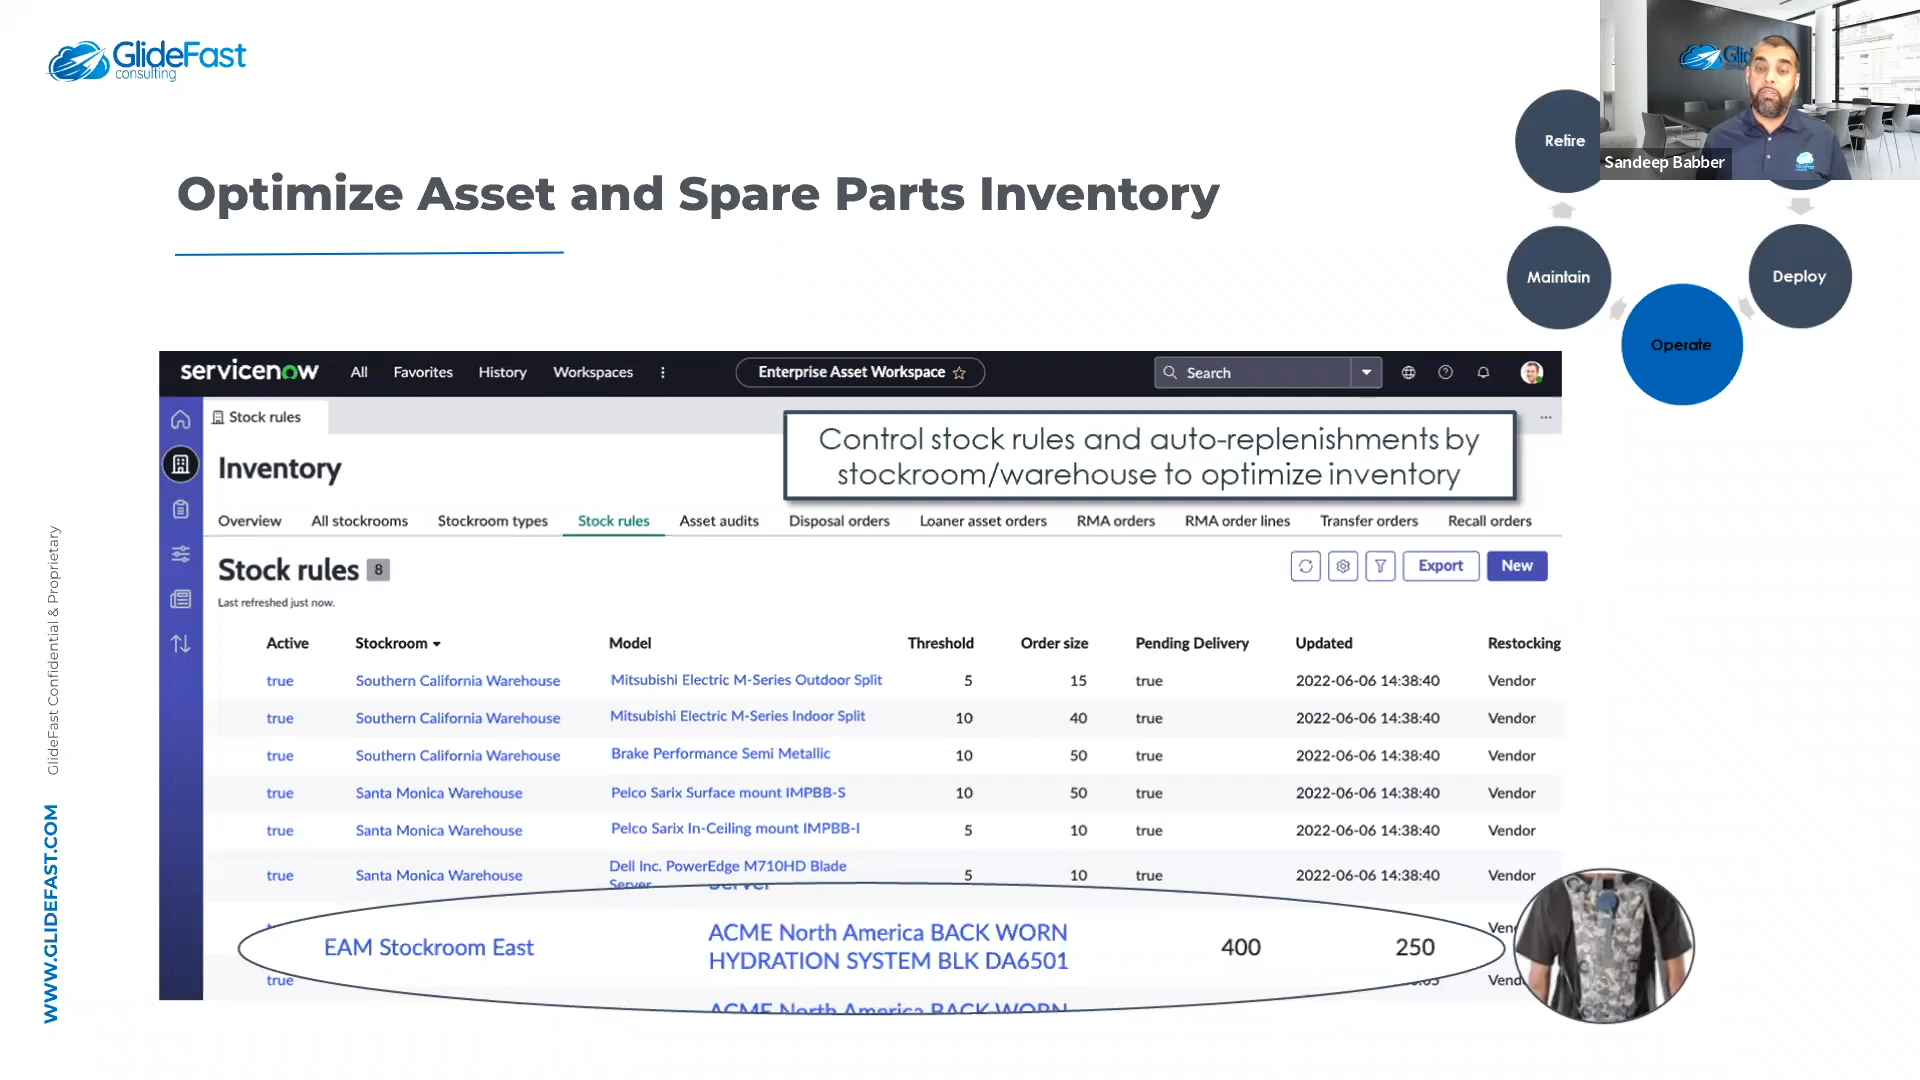 GlideFast
consulting
Glid
Sandeep Babber
Retire
Maintain
Deploy
Operate
Optimize Asset and Spare Parts Inventory
GlideFast Confidential & Proprietary
WWW.GLIDEFAST.COM
servicenow All Favorites History Workspaces Enterprise Asset Workspace Search
Stock rules
Control stock rules and auto-replenishments by
stockroom/warehouse to optimize inventory
Inventory
Overview All stockrooms Stockroom types Stock rules Asset audits Disposal orders Loaner asset orders RMA orders RMA order lines Transfer orders Recall orders
Stock rules 8 Export New
Last refreshed just now.
Active Stockroom Model Threshold Order size Pending Delivery Updated Restocking
true Southern California Warehouse Mitsubishi Electric M-Series Outdoor Split 5 15 true 2022-06-06 14:38:40 Vendor
true Southern California Warehouse Mitsubishi Electric M-Series Indoor Split 10 40 true 2022-06-06 14:38:40 Vendor
true Southern California Warehouse Brake Performance Semi Metallic 10 50 true 2022-06-06 14:38:40 Vendor
true Santa Monica Warehouse Pelco Sarix Surface mount IMPBB-S 10 50 true 2022-06-06 14:38:40 Vendor
true Santa Monica Warehouse Pelco Sarix In-Ceiling mount IMPBB-I 5 10 true 2022-06-06 14:38:40 Vendor
true Santa Monica Warehouse Dell Inc. PowerEdge M710HD Blade
Server 5 10 true 2022-06-06 14:38:40 Vendor
EAM Stockroom East ACME North America BACK WORN
HYDRATION SYSTEM BLK DA6501 400 250
true Vend
ACME North America BACK WORN